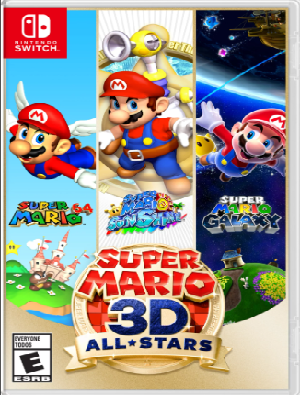 NINTENDO
SWITCH
SUPER
MARIO 64
SUPER
MARIO
SUNSHINE
SUPER
MARIO
GALAXY
SUPER
MARIO
3D
ALL★STARS
EVERYONE
TODOS
E
ESRB